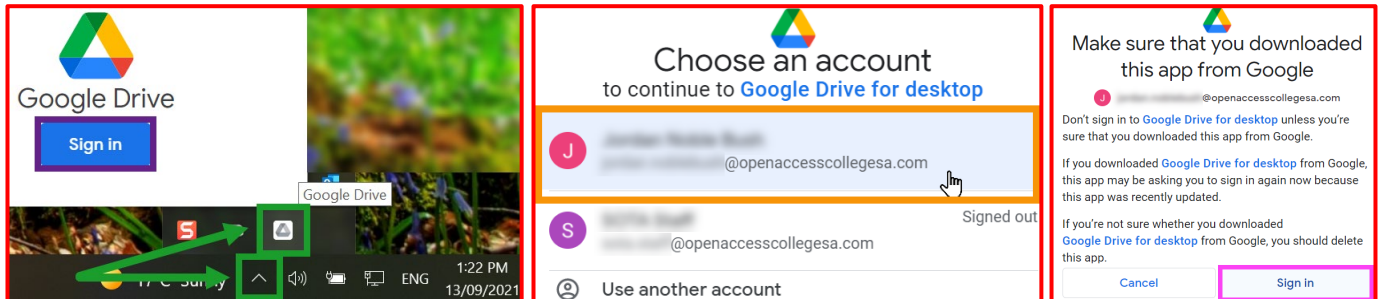 Google Drive
Sign in
Google Drive
S
17°C Sunny
ENG
1:22 PM
13/09/2021
Choose an account
to continue to Google Drive for desktop
J
@openaccesscollegesa.com
S
Signed out
@openaccesscollegesa.com
Use another account
Make sure that you downloaded
this app from Google
J
@openaccesscollegesa.com
Don't sign in to Google Drive for desktop unless you're
sure that you downloaded this app from Google.
If you downloaded Google Drive for desktop from Google,
this app may be asking you to sign in again now because
this app was recently updated.
If you're not sure whether you downloaded
Google Drive for desktop from Google, you should delete
this app.
Cancel
Sign in